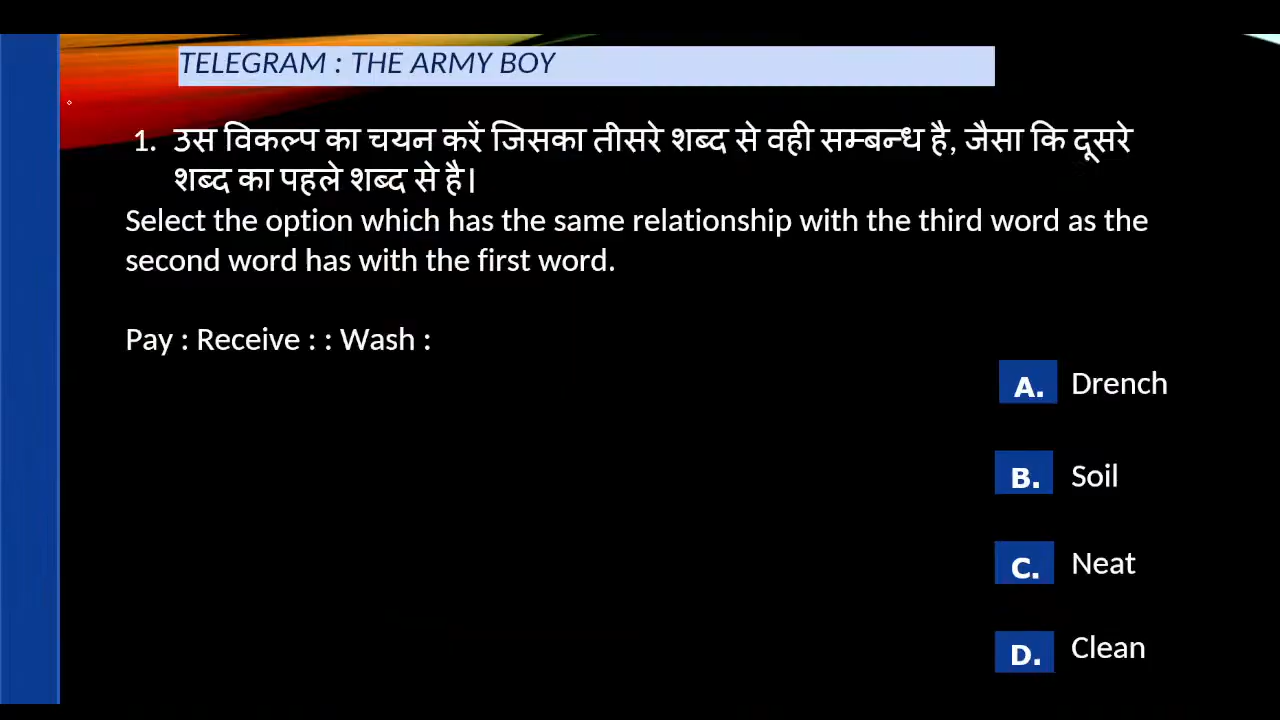 TELEGRAM : THE ARMY BOY
1. उस विकल्प का चयन करें जिसका तीसरे शब्द से वही सम्बन्ध है, जैसा कि दूसरे
शब्द का पहले शब्द से है।
Select the option which has the same relationship with the third word as the
second word has with the first word.
Pay : Receive : : Wash :
A. Drench
B. Soil
C. Neat
D. Clean